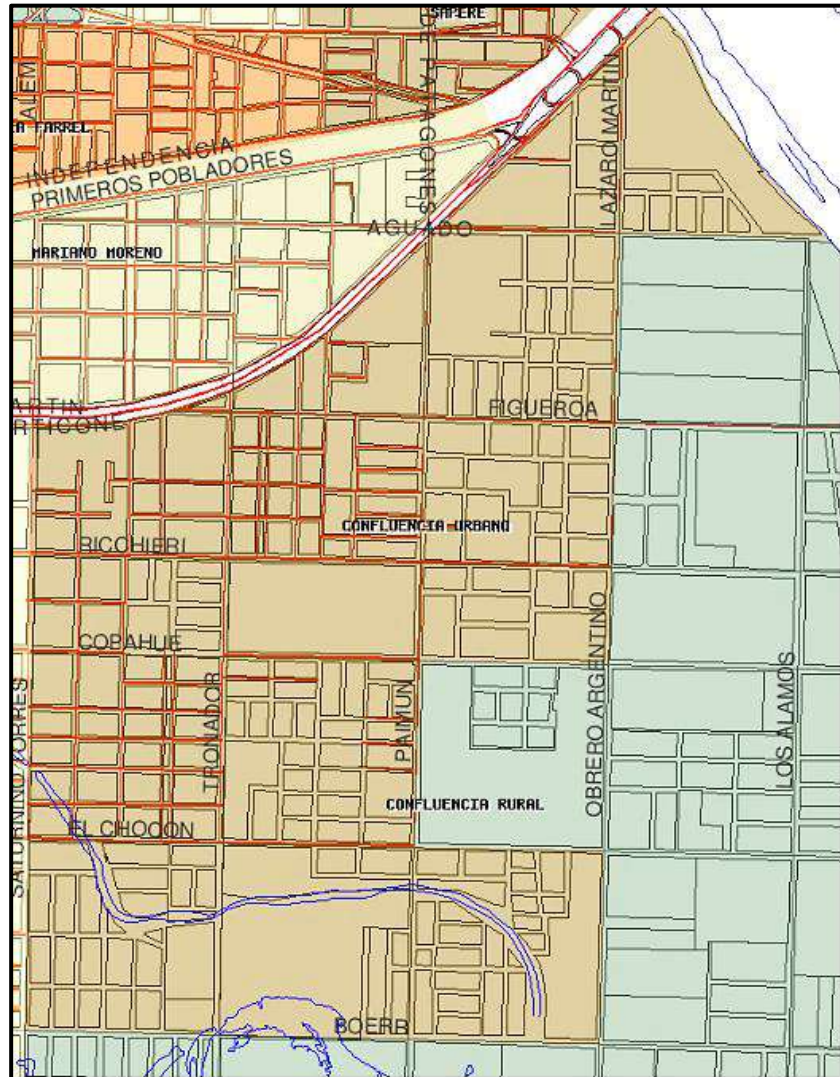 SAPERE
DE PATAGONES
ALEM
LAZARO MARTIN
FARREL
INDEPENDENCIA
PRIMEROS POBLADORES
AGUADO
MARIANO MORENO
FIGUEROA
CONFLUENCIA URBANO
RICCHIERI
COPAHUE
OBRERO ARGENTINO
SATURNINO TORRES
TRONADOR
PAIMUN
LOS ALAMOS
CONFLUENCIA RURAL
EL CHOCON
BOERR